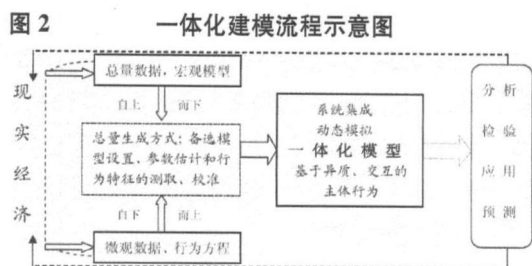 图 2 一体化建模流程示意图
总量数据，宏观模型
自上 而下
现实经济
总量生成方式：备选模
型设置，参数估计和行
为特征的测取、校准
自下 而上
微观数据、行为方程
系统集成
动态模拟
一体化模型
基于异质、交互的
主体行为
分析
检验
应用
预测